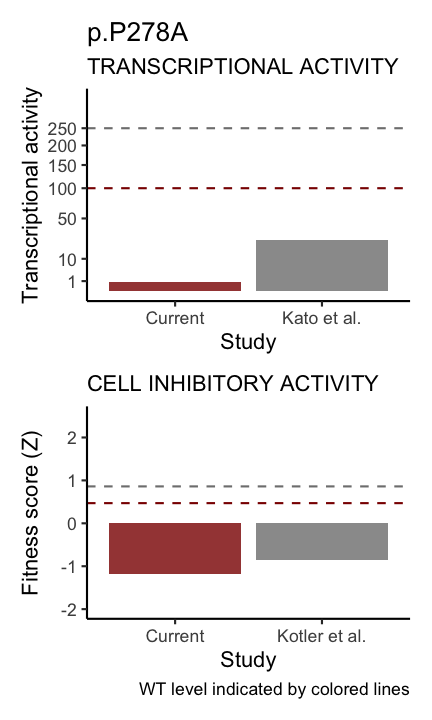 p.P278A
TRANSCRIPTIONAL ACTIVITY
Transcriptional activity
250
200
150
100
50
10
1
Current
Kato et al.
Study
CELL INHIBITORY ACTIVITY
Fitness score (Z)
2
1
0
-1
-2
Current
Kotler et al.
Study
WT level indicated by colored lines